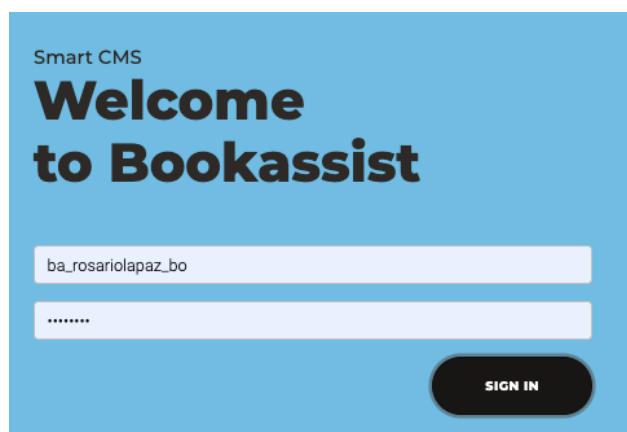 Smart CMS
Welcome
to Bookassist
ba_rosariolapaz_bo
••••••••
SIGN IN